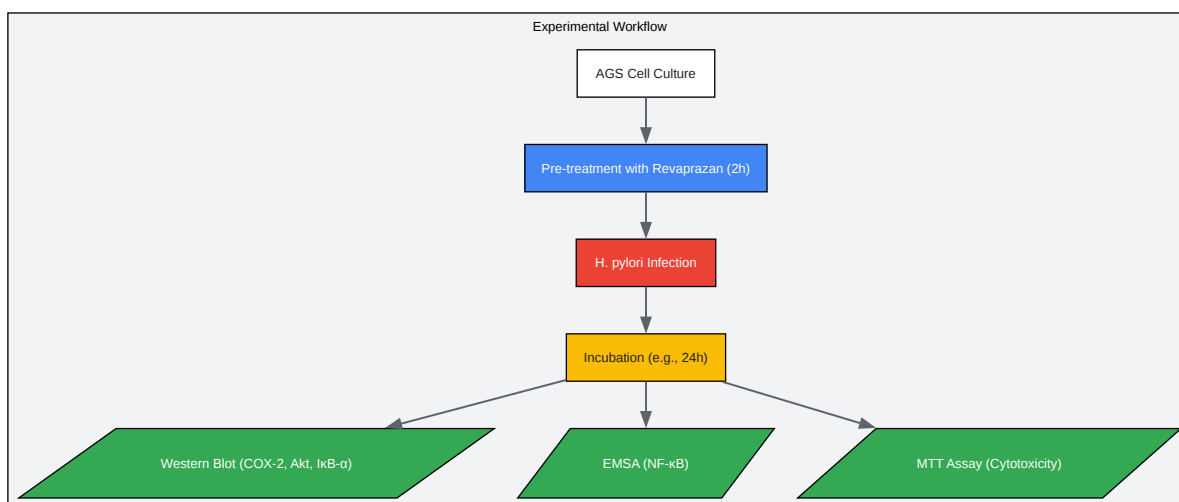 Experimental Workflow
AGS Cell Culture
Pre-treatment with Revaprazan (2h)
H. pylori Infection
Incubation (e.g., 24h)
Western Blot (COX-2, Akt, IκB-α)
EMSA (NF-κB)
MTT Assay (Cytotoxicity)